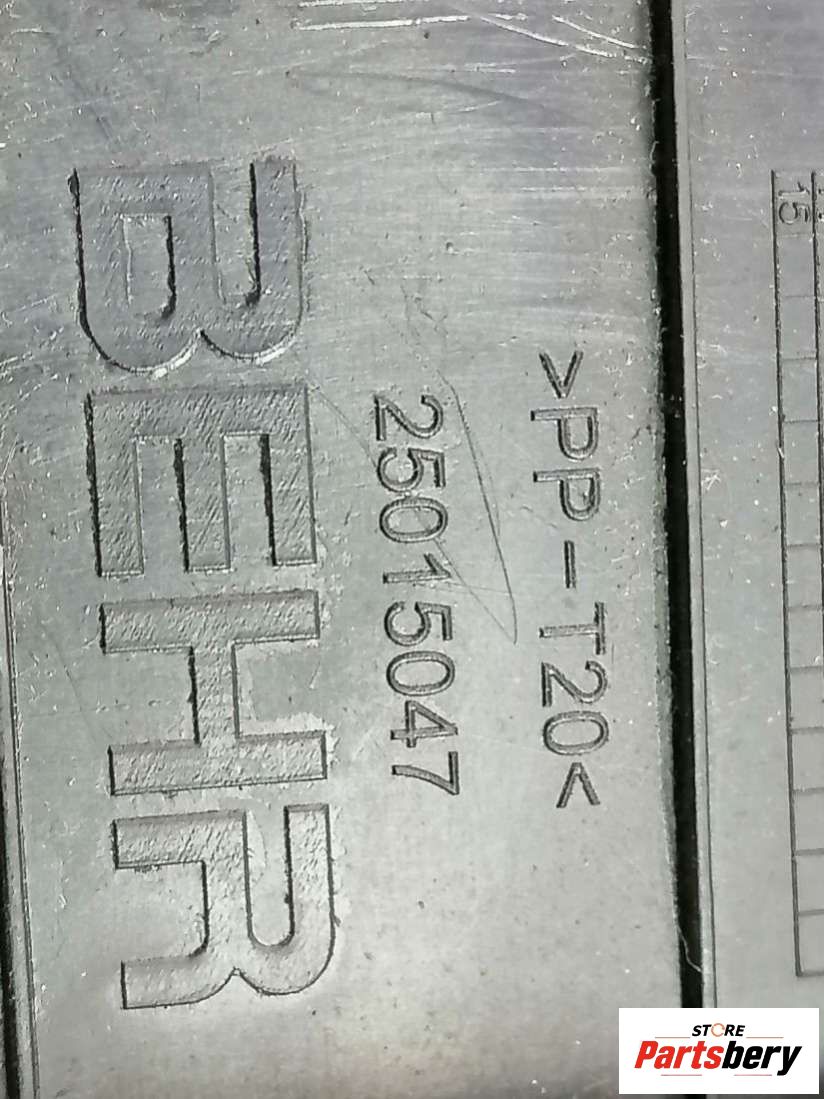 15
>PP-T20<
25015047
BEHR
STORE
Partsbery